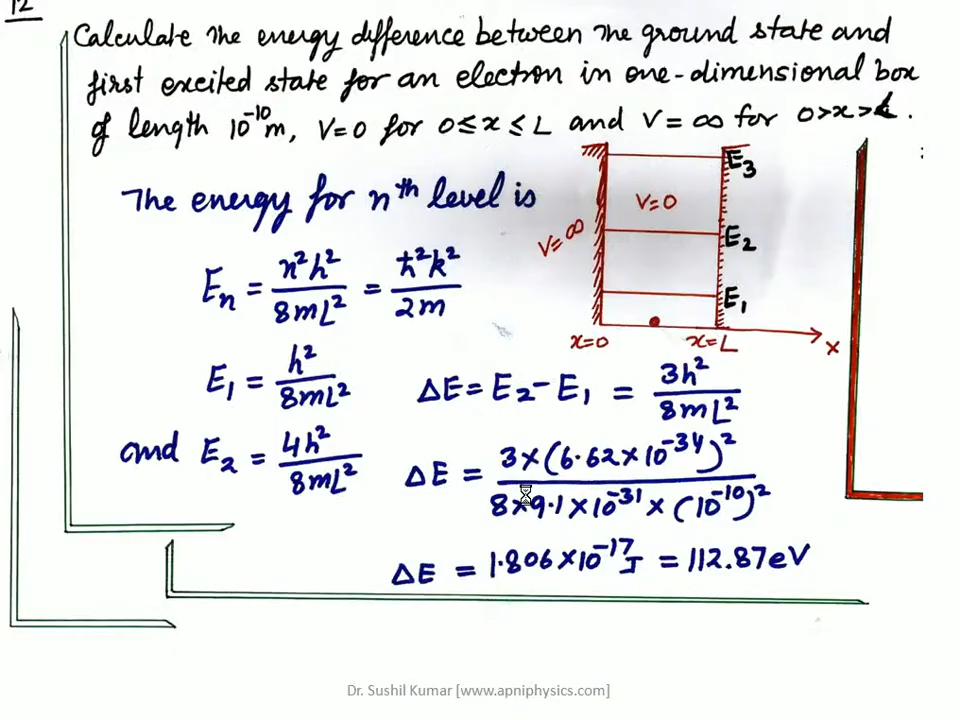 12
Calculate the energy difference between the ground state and
first excited state for an electron in one-dimensional box
of length 10⁻¹⁰m, V=0 for 0≤x≤L and V=∞ for 0>x>L.
The energy for nᵗʰ level is
Eₙ = n²h²/8mL² = ħ²k²/2m
E₃
V=0
V=∞
E₂
E₁
x=0 x=L x
E₁ = h²/8mL²
ΔE = E₂-E₁ = 3h²/8mL²
and E₂ = 4h²/8mL²
ΔE = 3×(6.62×10⁻³⁴)²/8×9.1×10⁻³¹×(10⁻¹⁰)²
ΔE = 1.806×10⁻¹⁷J = 112.87eV
Dr. Sushil Kumar [www.apniphysics.com]